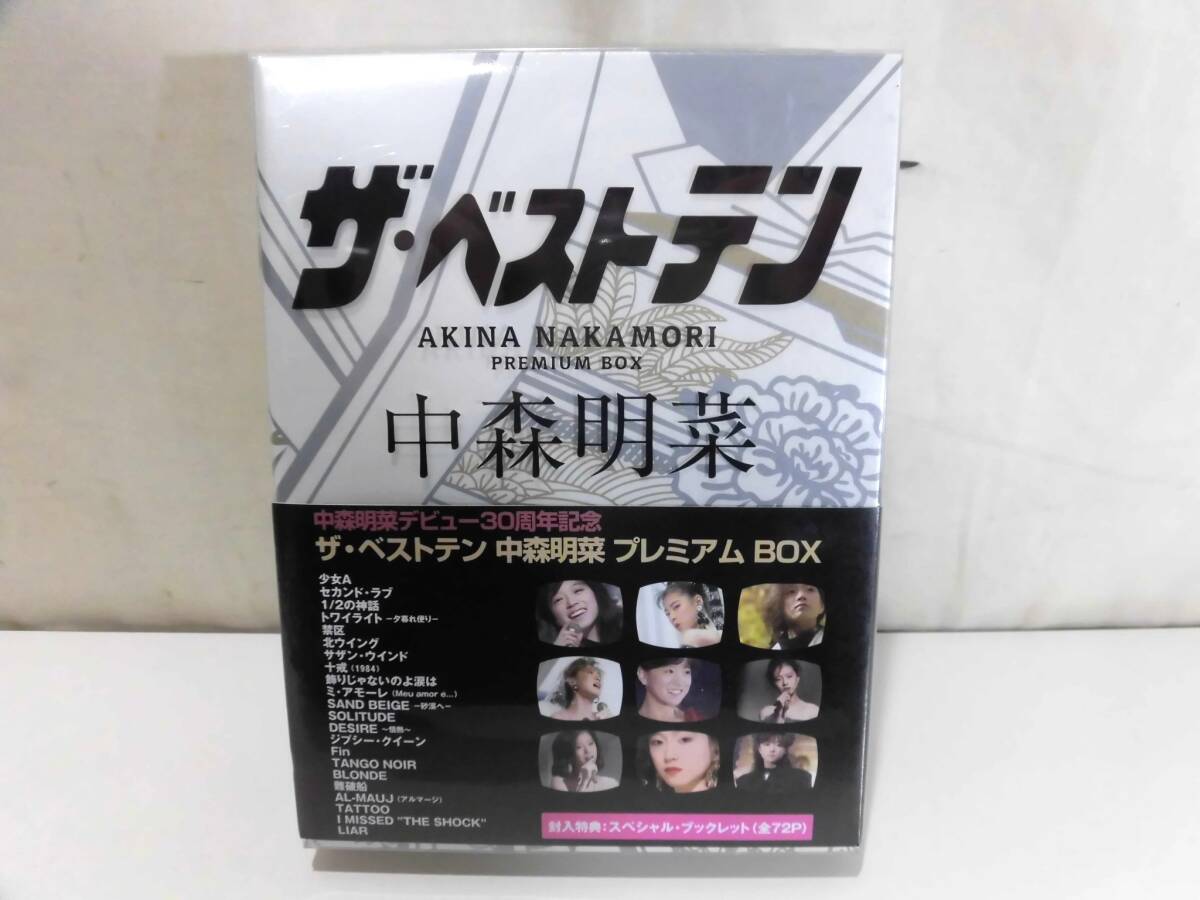 ザ・ベストテン
AKINA NAKAMORI
PREMIUM BOX
中森明菜
中森明菜デビュー30周年記念
ザ・ベストテン 中森明菜 プレミアム BOX
少女A
セカンド・ラブ
1/2の神話
トワイライト -夕暮れ便り-
禁区
北ウイング
サザン・ウインド
十戒 (1984)
飾りじゃないのよ涙は
ミ・アモーレ (Meu amor é...)
SAND BEIGE -砂漠へ-
SOLITUDE
DESIRE ～情熱～
ジプシー・クイーン
Fin
TANGO NOIR
BLONDE
難破船
AL-MAUJ (アルマージ)
TATTOO
I MISSED "THE SHOCK"
LIAR
封入特典:スペシャル・ブックレット(全72P)